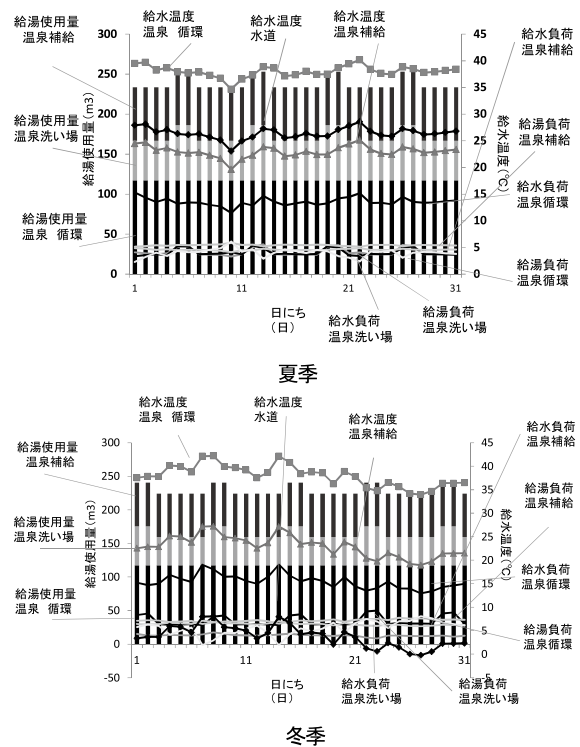 給湯使用量
温泉補給
給水温度
温泉 循環
給水温度
水道
給水温度
温泉補給
給水負荷
温泉補給
給湯使用量
温泉洗い場
給湯負荷
温泉補給
給水負荷
温泉循環
給湯使用量
温泉 循環
給湯負荷
温泉循環
300
250
200
150
100
50
0
給湯使用量（m3）
45
40
35
30
25
20
15
10
5
0
給水温度（℃）
1
11
21
31
日にち
（日）
給水負荷
温泉洗い場
給湯負荷
温泉洗い場
夏季
給水温度
温泉 循環
給水温度
水道
給水温度
温泉補給
給水負荷
温泉補給
給湯使用量
温泉補給
給湯負荷
温泉補給
給湯使用量
温泉洗い場
給水負荷
温泉循環
給湯使用量
温泉 循環
給湯負荷
温泉循環
300
250
200
150
100
50
0
-50
給湯使用量（m3）
45
40
35
30
25
20
15
10
5
0
-5
給水温度（℃）
1
11
21
31
日にち
（日）
給水負荷
温泉洗い場
給湯負荷
温泉洗い場
冬季